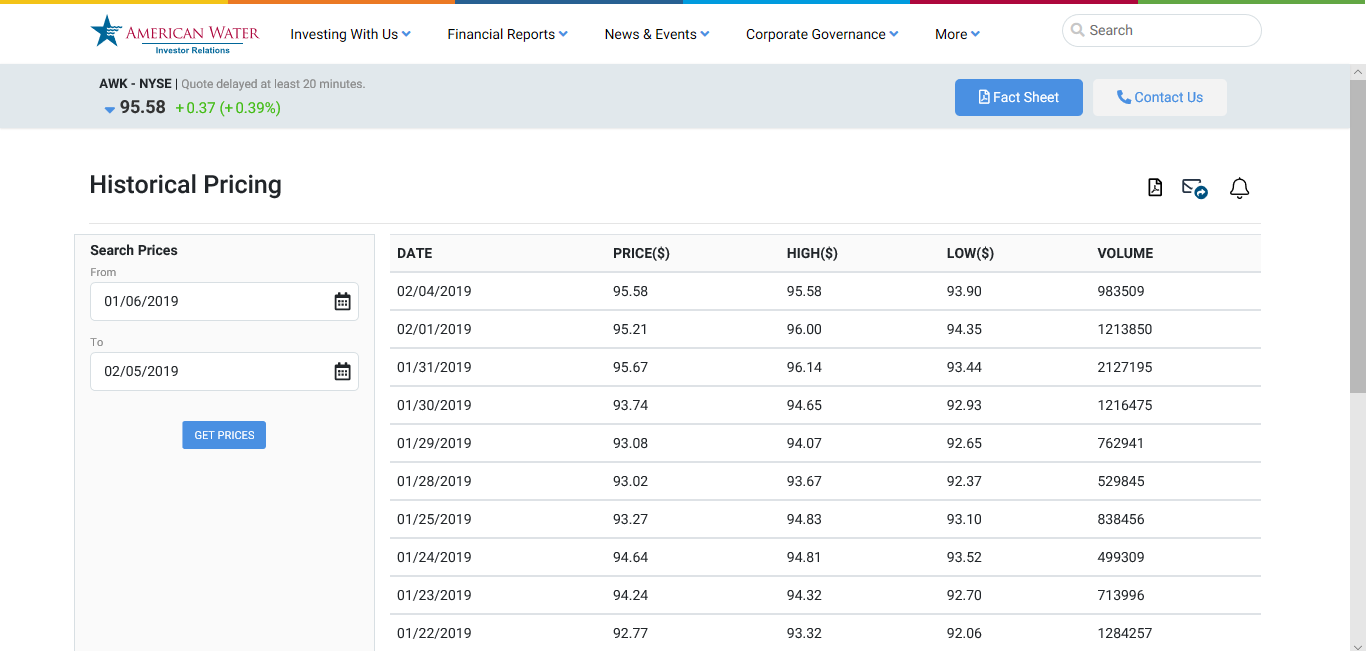 AMERICAN WATER
Investor Relations
Investing With Us
Financial Reports
News & Events
Corporate Governance
More
Search
AWK - NYSE | Quote delayed at least 20 minutes.
95.58 +0.37 (+0.39%)
Fact Sheet
Contact Us
Historical Pricing
Search Prices
From
01/06/2019
To
02/05/2019
GET PRICES
DATE PRICE($) HIGH($) LOW($) VOLUME
02/04/2019 95.58 95.58 93.90 983509
02/01/2019 95.21 96.00 94.35 1213850
01/31/2019 95.67 96.14 93.44 2127195
01/30/2019 93.74 94.65 92.93 1216475
01/29/2019 93.08 94.07 92.65 762941
01/28/2019 93.02 93.67 92.37 529845
01/25/2019 93.27 94.83 93.10 838456
01/24/2019 94.64 94.81 93.52 499309
01/23/2019 94.24 94.32 92.70 713996
01/22/2019 92.77 93.32 92.06 1284257